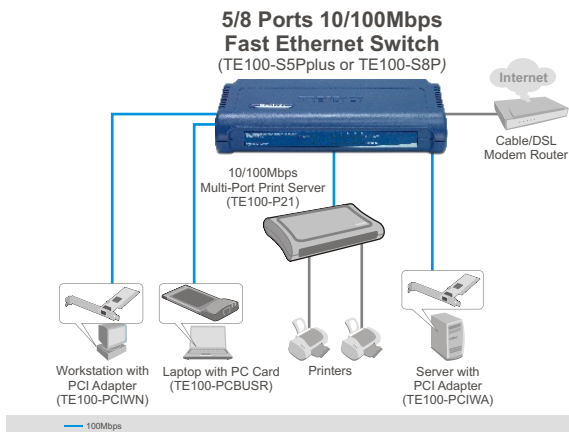 5/8 Ports 10/100Mbps
Fast Ethernet Switch
(TE100-S5Pplus or TE100-S8P)
Internet
Cable/DSL
Modem Router
10/100Mbps
Multi-Port Print Server
(TE100-P21)
Workstation with
PCI Adapter
(TE100-PCIWN)
Laptop with PC Card
(TE100-PCBUSR)
Printers
Server with
PCI Adapter
(TE100-PCIWA)
100Mbps